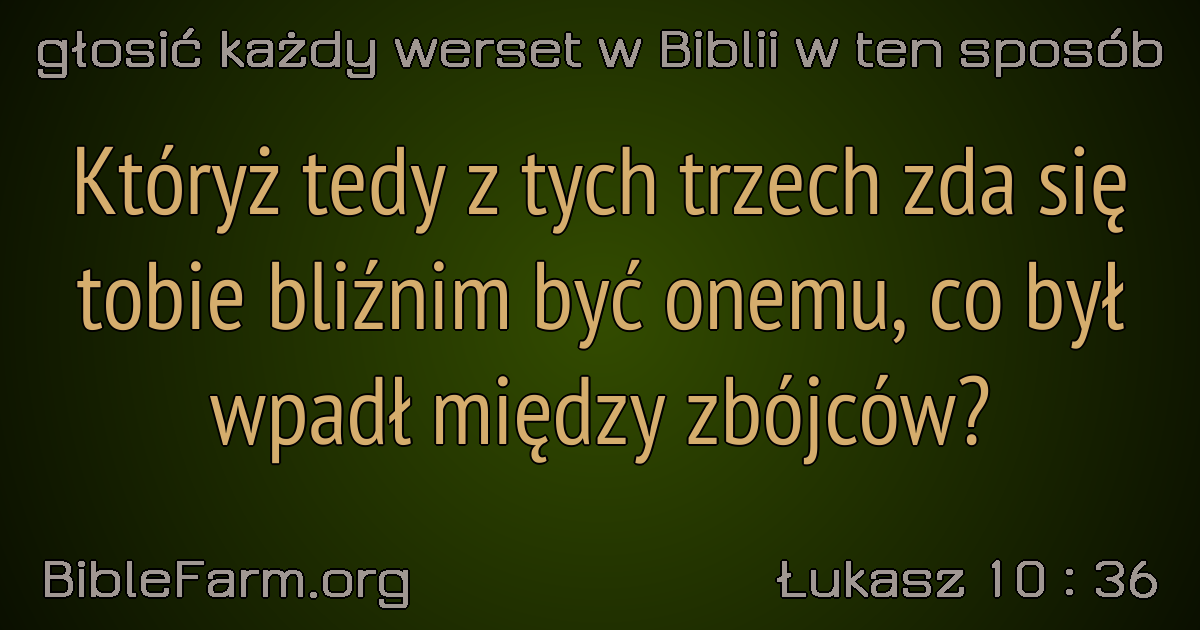 głosić każdy werset w Biblii w ten sposób
Któryż tedy z tych trzech zda się
tobie bliźnim być onemu, co był
wpadł między zbójców?
BibleFarm.org
Łukasz 10 : 36